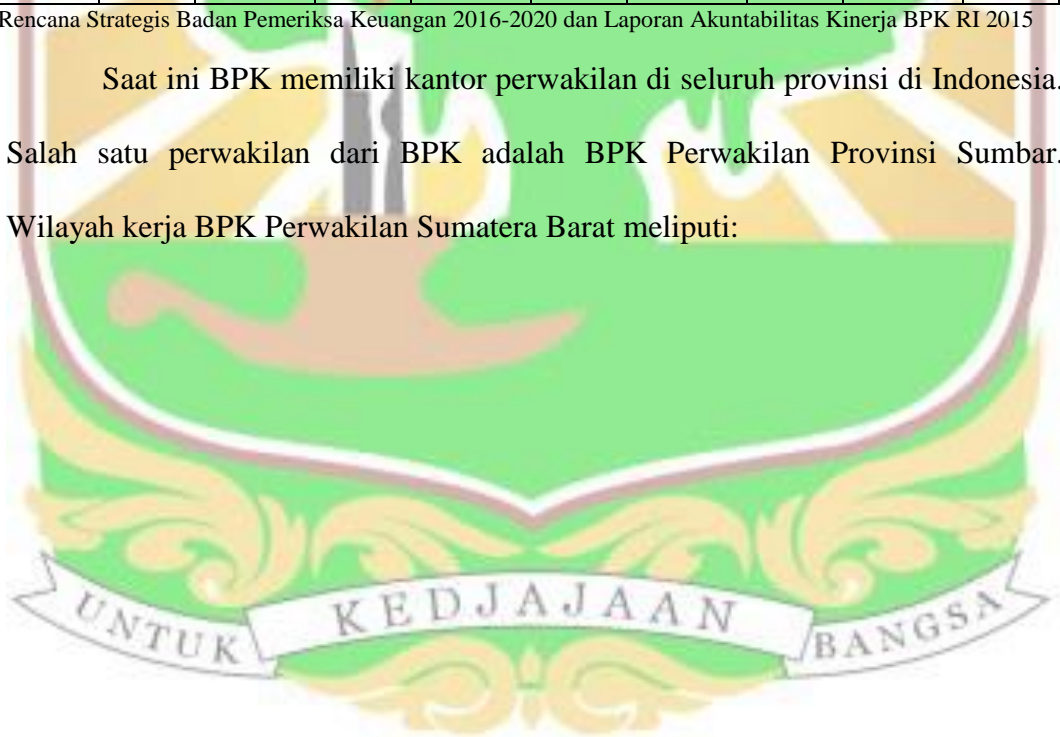 Rencana Strategis Badan Pemeriksa Keuangan 2016-2020 dan Laporan Akuntabilitas Kinerja BPK RI 2015
Saat ini BPK memiliki kantor perwakilan di seluruh provinsi di Indonesia.
Salah satu perwakilan dari BPK adalah BPK Perwakilan Provinsi Sumbar.
Wilayah kerja BPK Perwakilan Sumatera Barat meliputi:
UNTUK KEDJAJAAN BANGSA